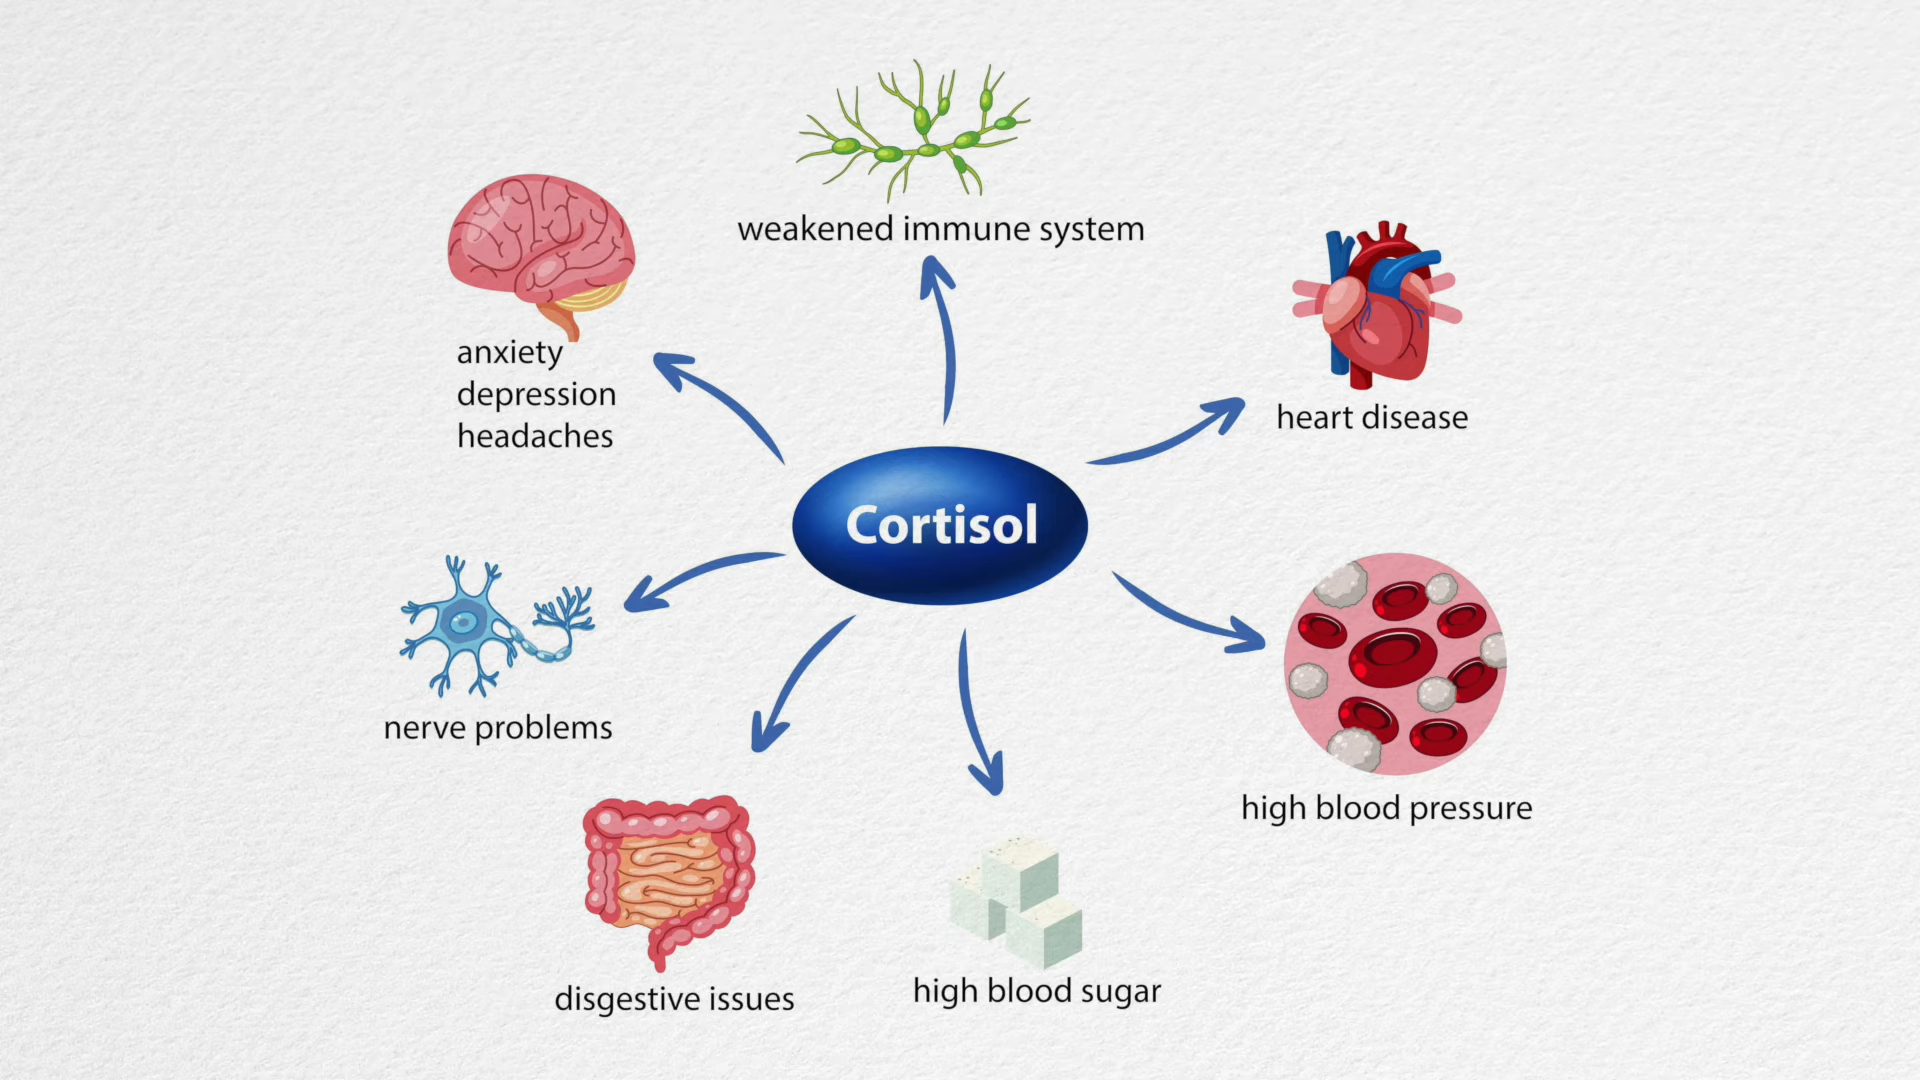 weakened immune system
anxiety
depression
headaches
heart disease
Cortisol
nerve problems
high blood pressure
disgestive issues
high blood sugar